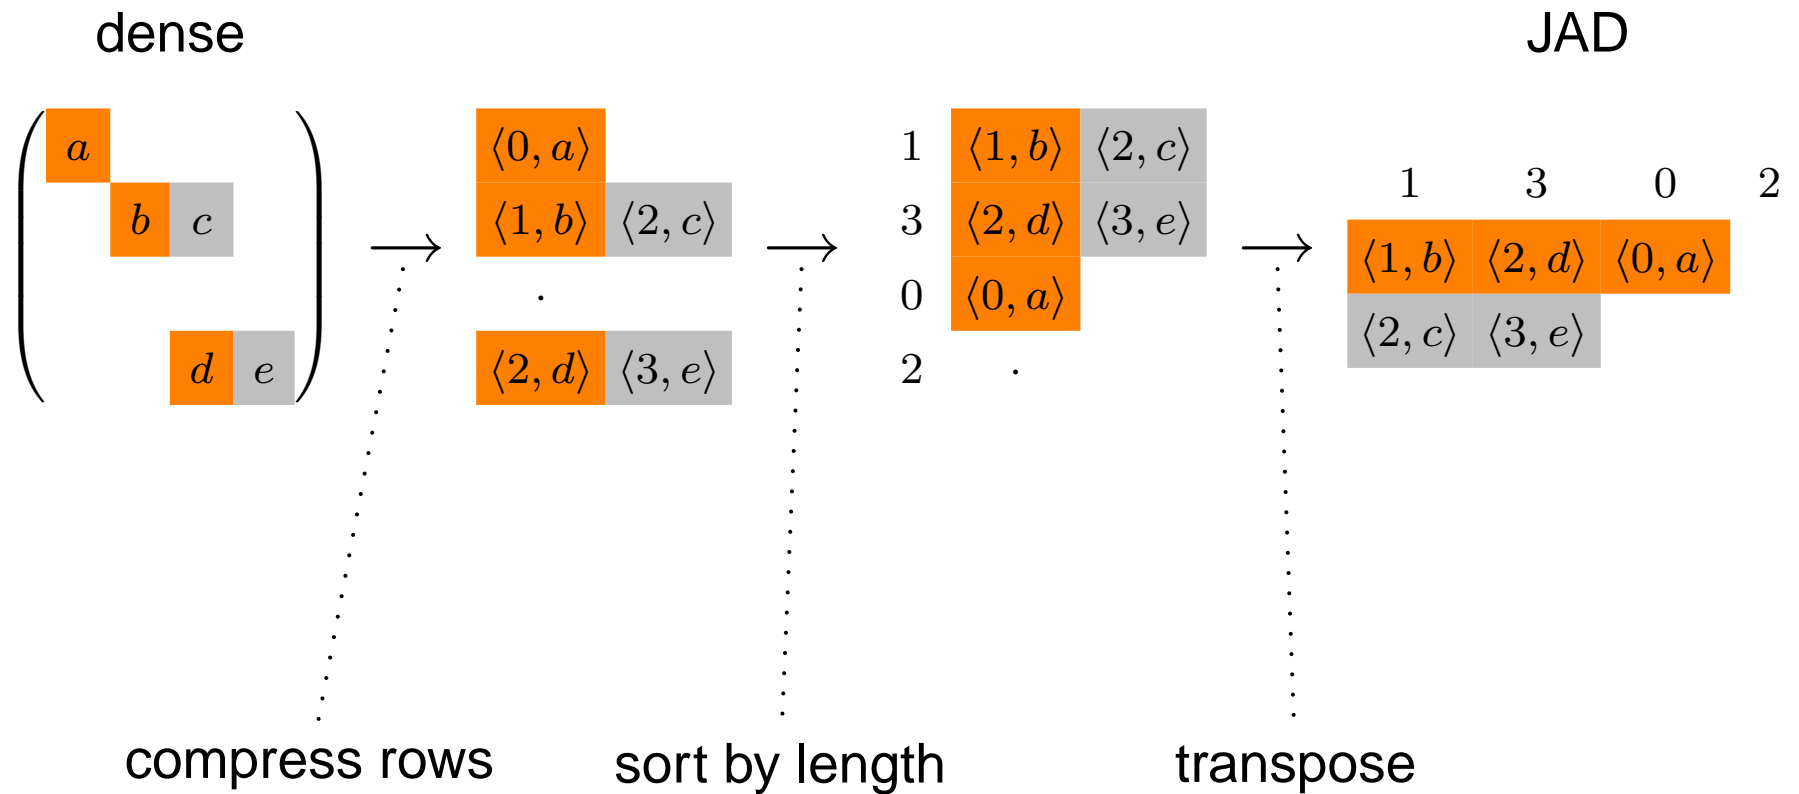 dense JAD
a ⟨0, a⟩ 1 ⟨1, b⟩ ⟨2, c⟩
1 3 0 2
b c ⟨1, b⟩ ⟨2, c⟩ 3 ⟨2, d⟩ ⟨3, e⟩
⟨1, b⟩ ⟨2, d⟩ ⟨0, a⟩
· 0 ⟨0, a⟩
⟨2, c⟩ ⟨3, e⟩
d e ⟨2, d⟩ ⟨3, e⟩ 2 ·
compress rows sort by length transpose